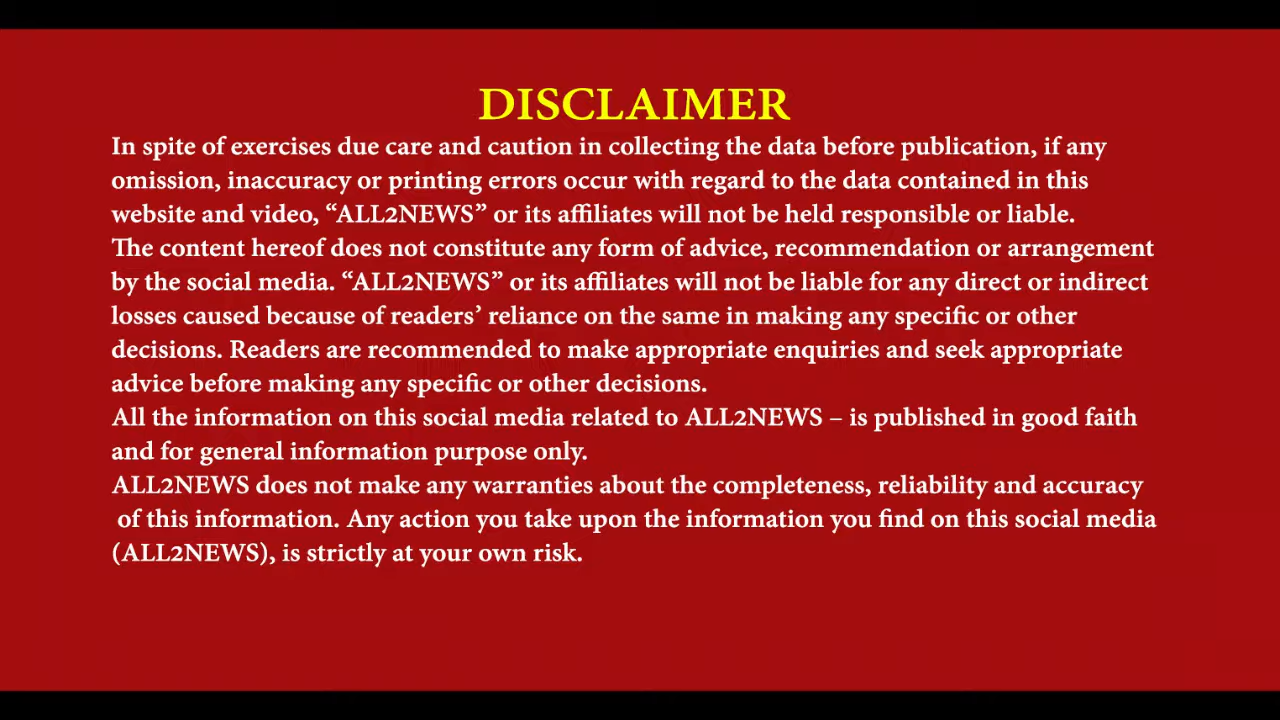 DISCLAIMER
In spite of exercises due care and caution in collecting the data before publication, if any
omission, inaccuracy or printing errors occur with regard to the data contained in this
website and video, “ALL2NEWS” or its affiliates will not be held responsible or liable.
The content hereof does not constitute any form of advice, recommendation or arrangement
by the social media. “ALL2NEWS” or its affiliates will not be liable for any direct or indirect
losses caused because of readers’ reliance on the same in making any specific or other
decisions. Readers are recommended to make appropriate enquiries and seek appropriate
advice before making any specific or other decisions.
All the information on this social media related to ALL2NEWS – is published in good faith
and for general information purpose only.
ALL2NEWS does not make any warranties about the completeness, reliability and accuracy
of this information. Any action you take upon the information you find on this social media
(ALL2NEWS), is strictly at your own risk.